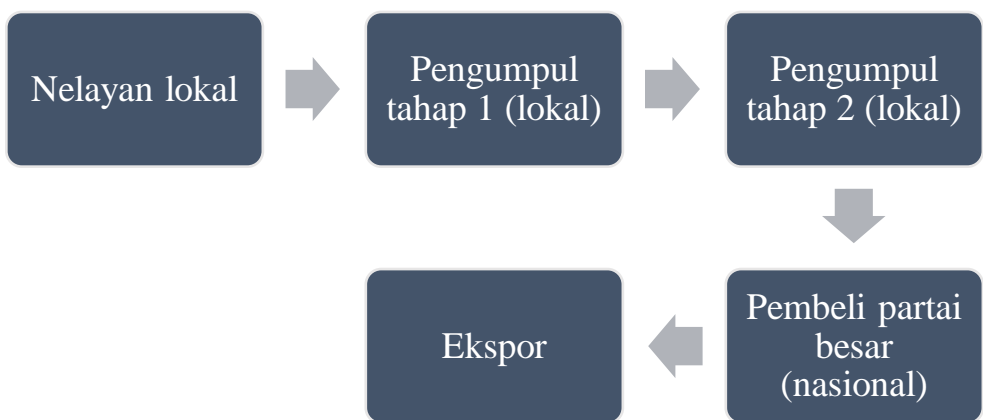 Nelayan lokal
Pengumpul
tahap 1 (lokal)
Pengumpul
tahap 2 (lokal)
Pembeli partai
besar
(nasional)
Ekspor